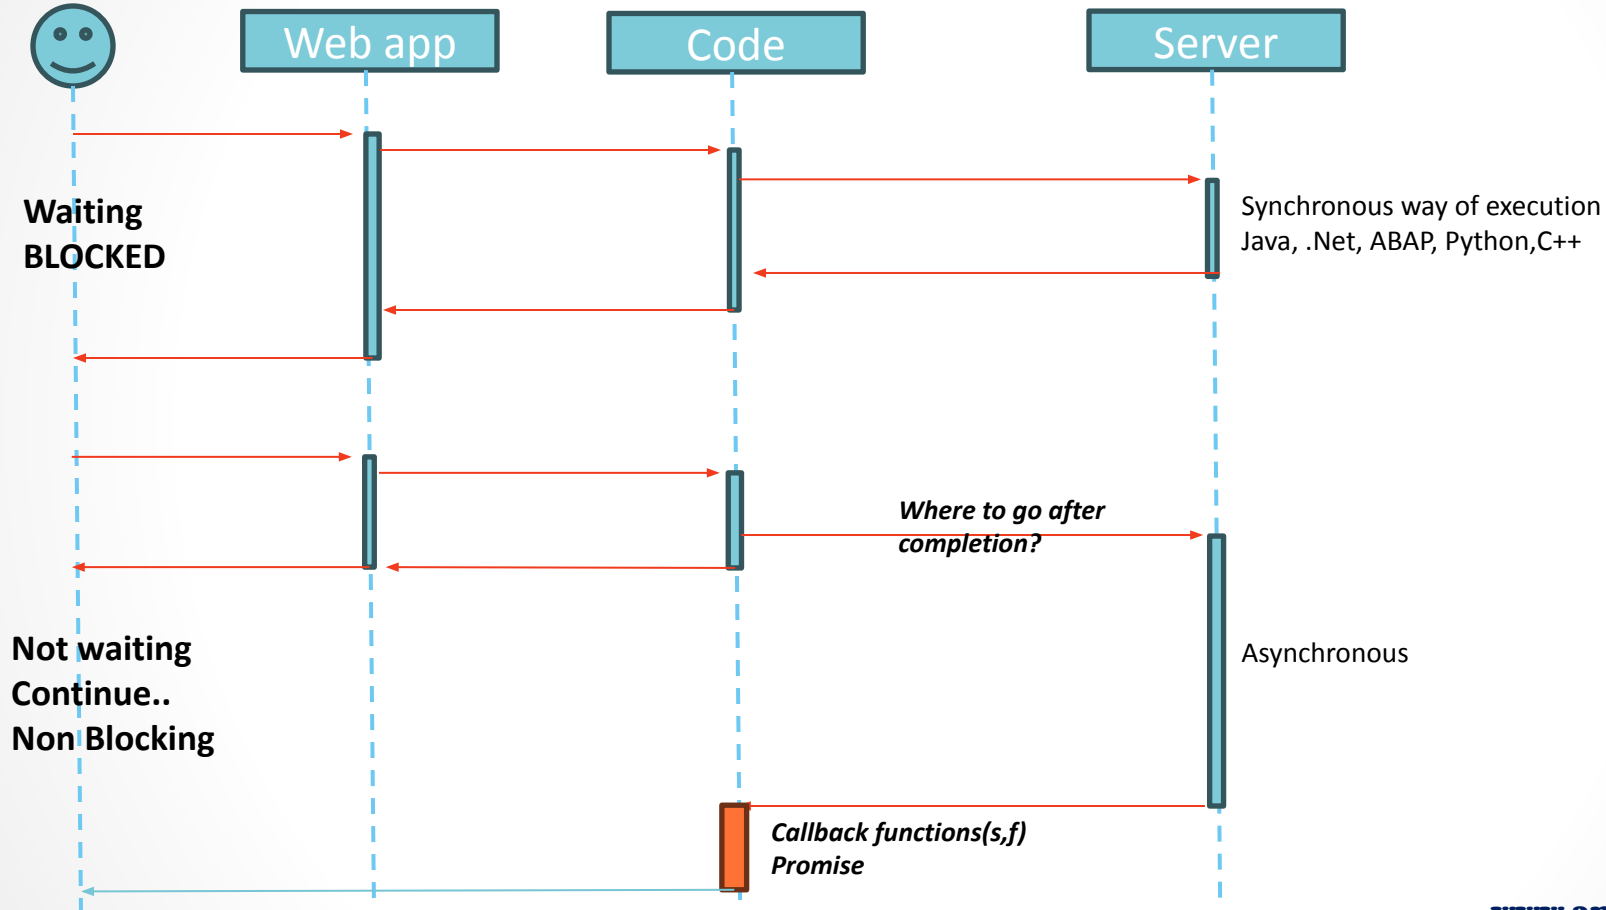 Web app
Code
Server
Waiting
BLOCKED
Synchronous way of execution
Java, .Net, ABAP, Python,C++
Where to go after
completion?
Not waiting
Continue..
Non Blocking
Asynchronous
Callback functions(s,f)
Promise